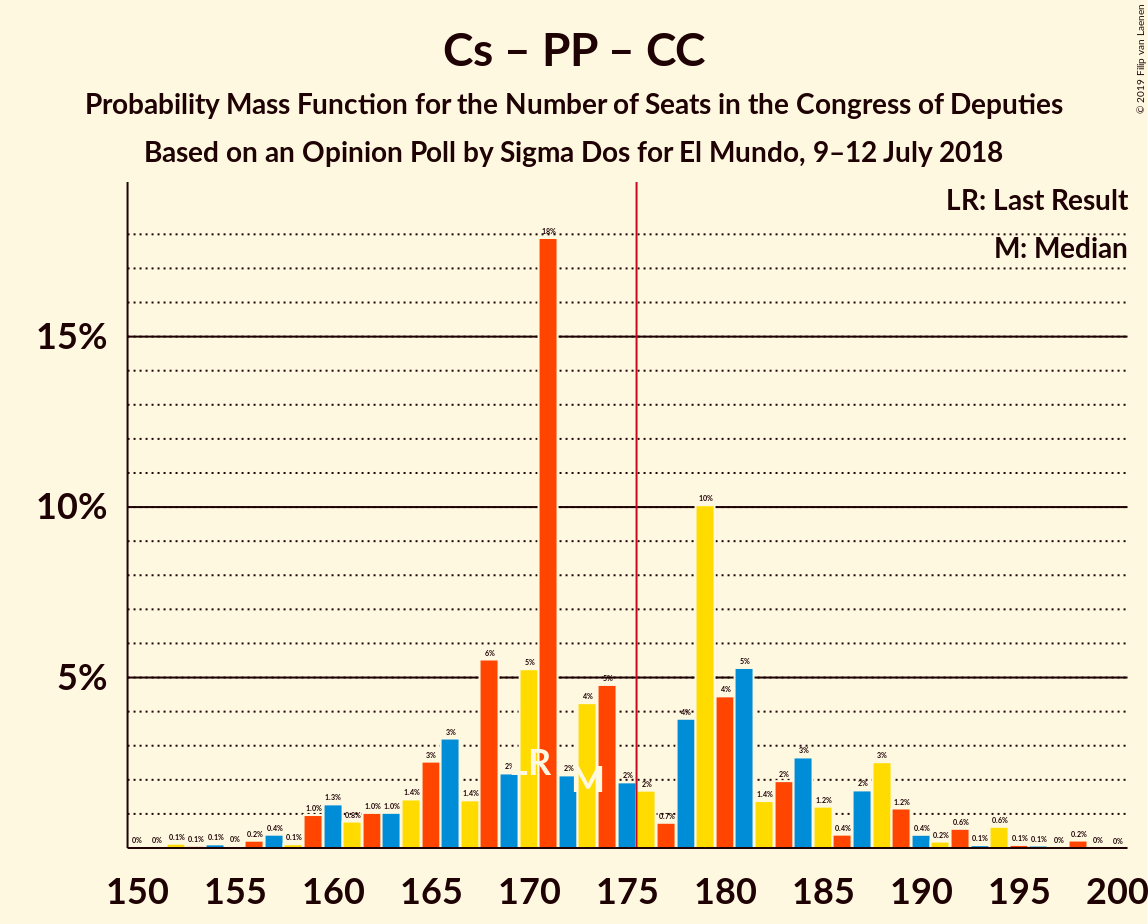 © 2019 Filip van Laenen
Cs – PP – CC
Probability Mass Function for the Number of Seats in the Congress of Deputies
Based on an Opinion Poll by Sigma Dos for El Mundo, 9–12 July 2018
LR: Last Result
M: Median
15%
10%
5%
0% 0% 0.1% 0.1% 0.1% 0% 0.2% 0.4% 0.1% 1.0% 1.3% 0.8% 1.0% 1.0% 1.4% 3% 3% 1.4% 6% 2% 5% 18% 2% 4% 5% 2% 2% 0.7% 4% 10% 4% 5% 1.4% 2% 3% 1.2% 0.4% 2% 3% 1.2% 0.4% 0.2% 0.6% 0.1% 0.6% 0.1% 0.1% 0% 0.2% 0% 0%
LR
M
150 155 160 165 170 175 180 185 190 195 200